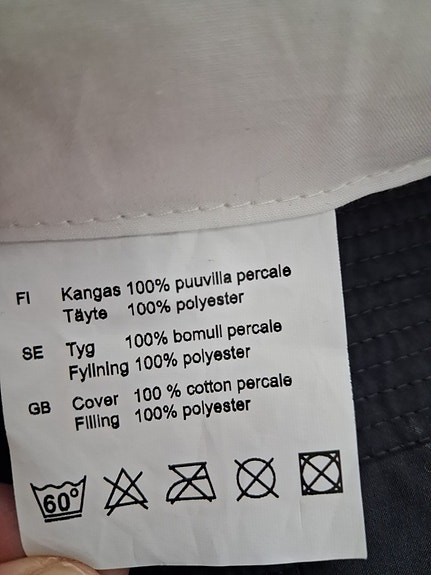 FI Kangas 100% puuvilla percale
Täyte 100% polyester
SE Tyg 100% bomull percale
Fyllning 100% polyester
GB Cover 100 % cotton percale
Filling 100% polyester
60°